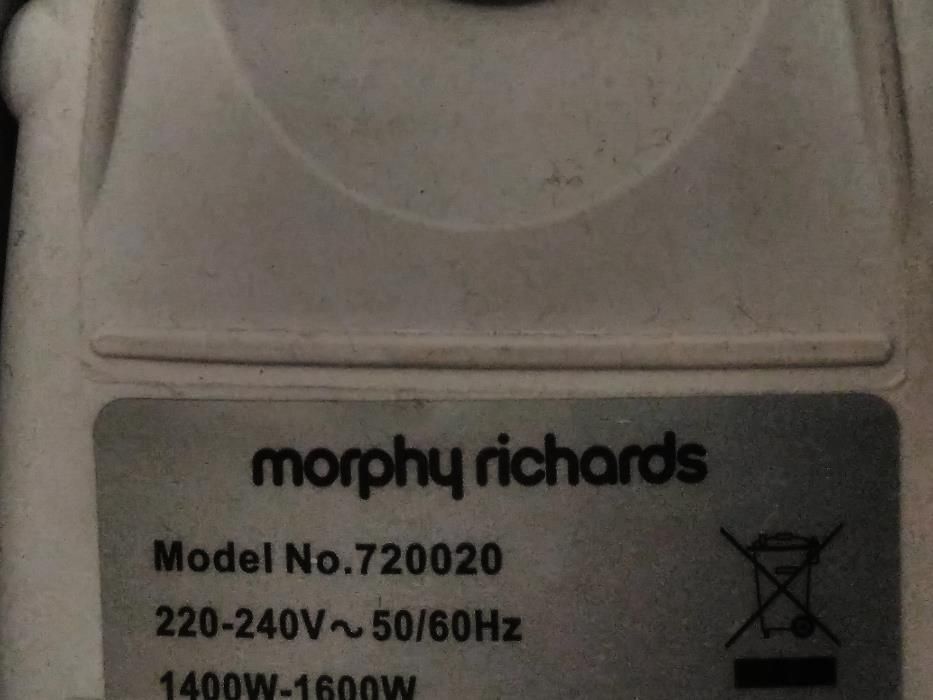 morphy richards
Model No.720020
220-240V~50/60Hz
1400W-1600W